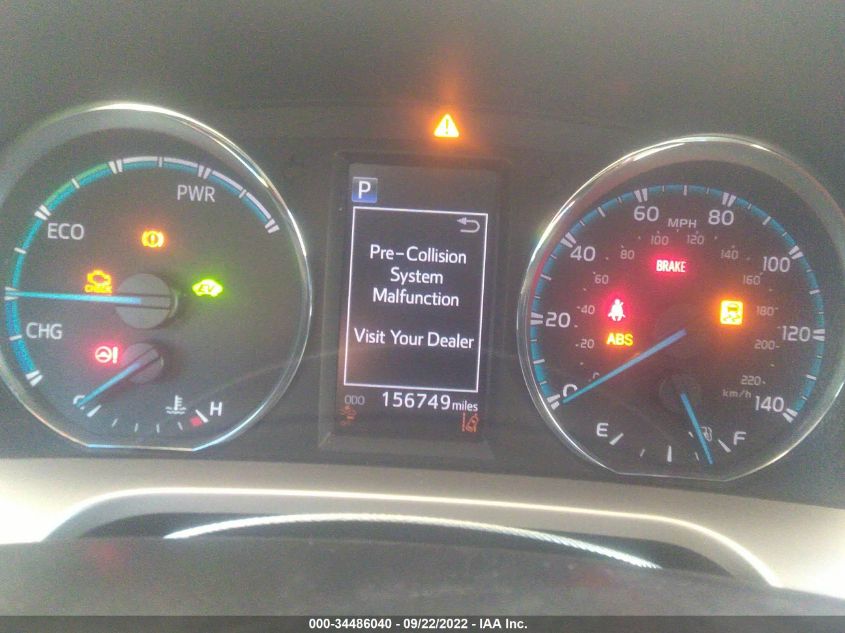 PWR
ECO
CHG
CHECK
EV
H
P
Pre-Collision
System
Malfunction
Visit Your Dealer
ODO 156749 miles
MPH
0 20 40 60 80 100 120 140
20 40 60 80 100 120 140 160 180 200 220
km/h
BRAKE
ABS
E F
000-34486040 - 09/22/2022 - IAA Inc.